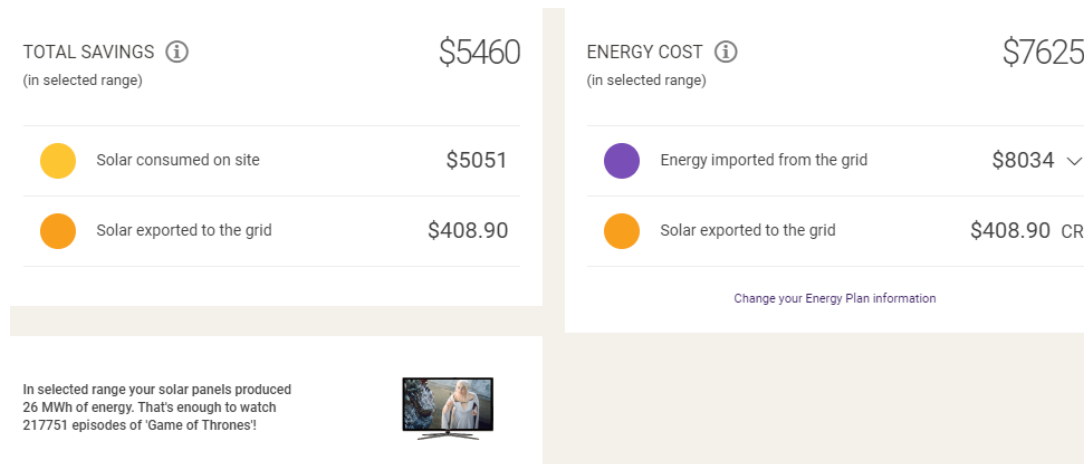 TOTAL SAVINGS
$5460
(in selected range)
Solar consumed on site
$5051
Solar exported to the grid
$408.90
ENERGY COST
$7625
(in selected range)
Energy imported from the grid
$8034
Solar exported to the grid
$408.90 CR
Change your Energy Plan information
In selected range your solar panels produced
26 MWh of energy. That's enough to watch
217751 episodes of 'Game of Thrones'!